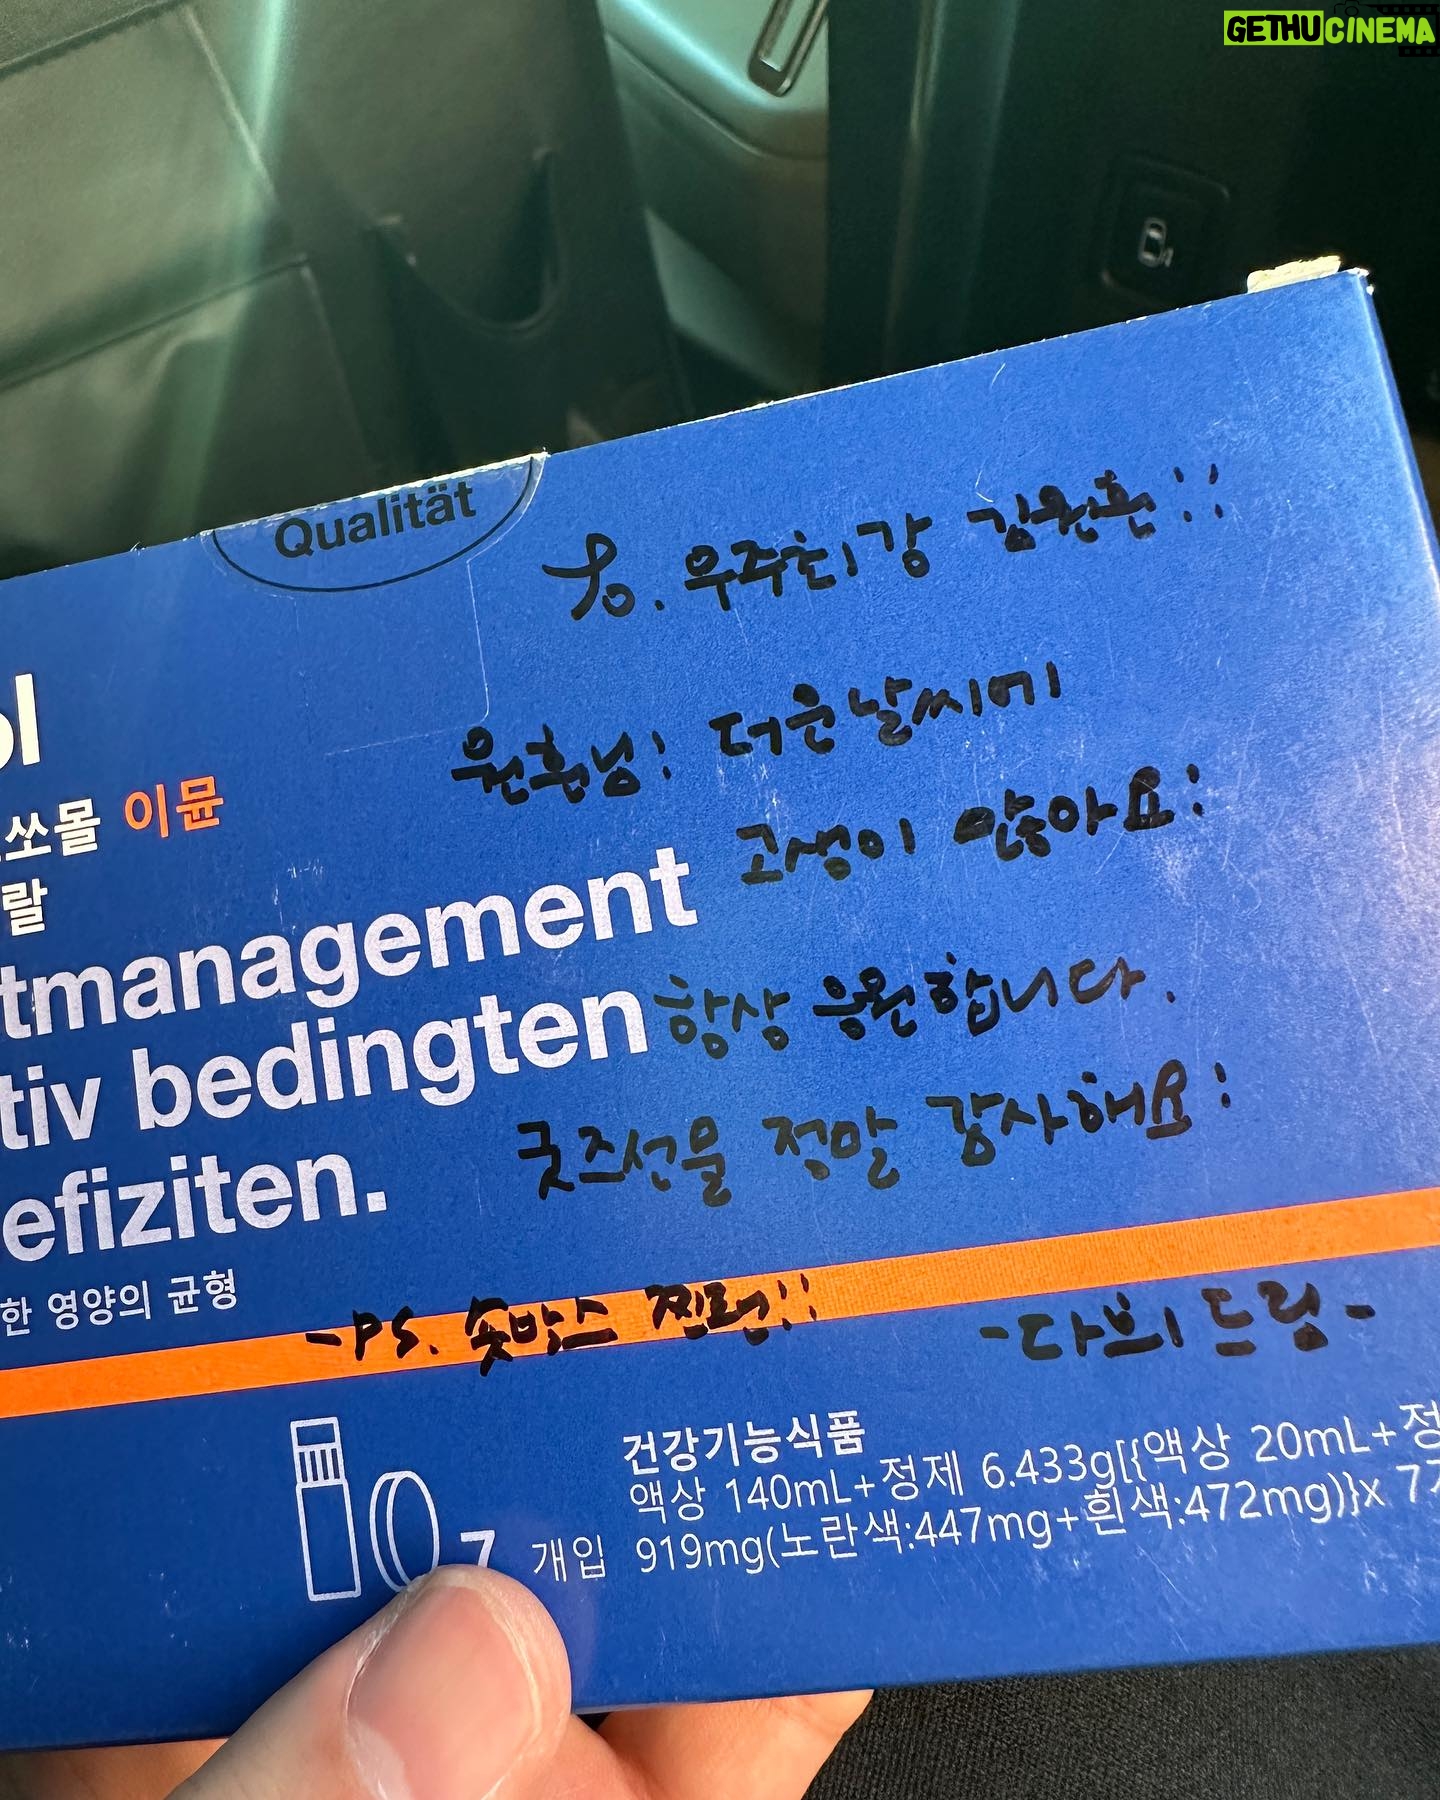 GETHUCINEMA
Qualität
To. 우주최강 김원훈!!
ol
원훈님! 더운날씨에
쏘몰 이뮨
고생이 많아요!
랄
tmanagement
항상 응원합니다.
tiv bedingten
굿즈선물 정말 감사해요!
efiziten.
한 영양의 균형
-PS. 숏박스 찐팬!!
-다비드림-
건강기능식품
액상 140mL+정제 6.433g[{액상 20mL+정
7 개입 919mg(노란색:447mg+흰색:472mg)}x 7